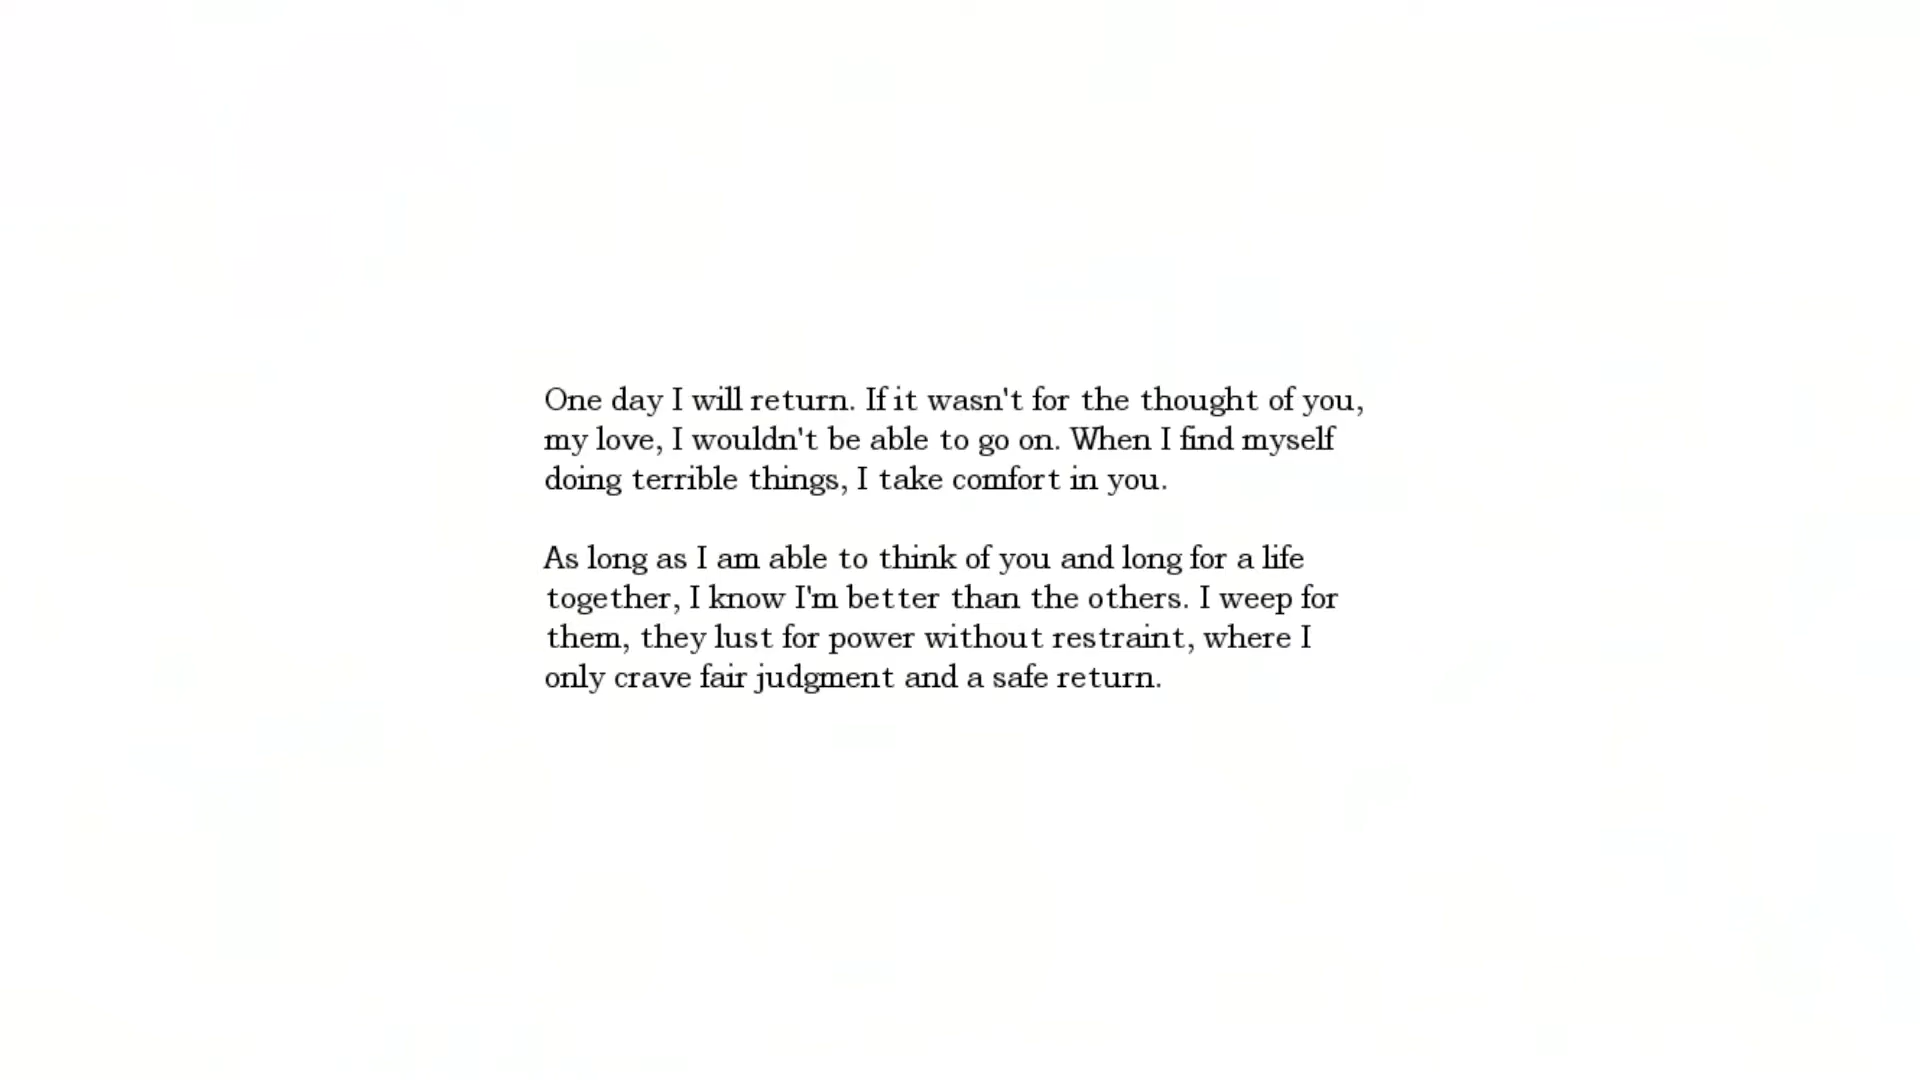 One day I will return. If it wasn't for the thought of you,
my love, I wouldn't be able to go on. When I find myself
doing terrible things, I take comfort in you.
As long as I am able to think of you and long for a life
together, I know I'm better than the others. I weep for
them, they lust for power without restraint, where I
only crave fair judgment and a safe return.